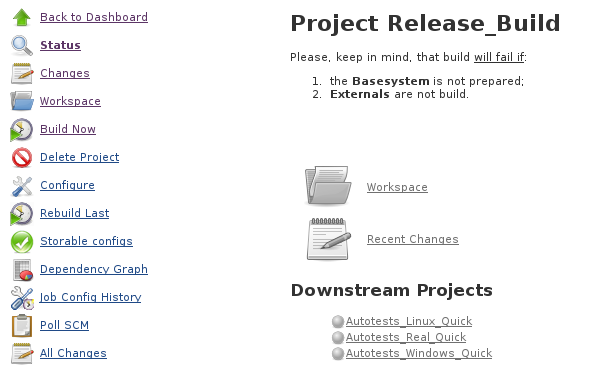 Back to Dashboard
Status
Changes
Workspace
Build Now
Delete Project
Configure
Rebuild Last
Storable configs
Dependency Graph
Job Config History
Poll SCM
All Changes
Project Release_Build
Please, keep in mind, that build will fail if:
1. the Basesystem is not prepared;
2. Externals are not build.
Workspace
Recent Changes
Downstream Projects
Autotests_Linux_Quick
Autotests_Real_Quick
Autotests_Windows_Quick